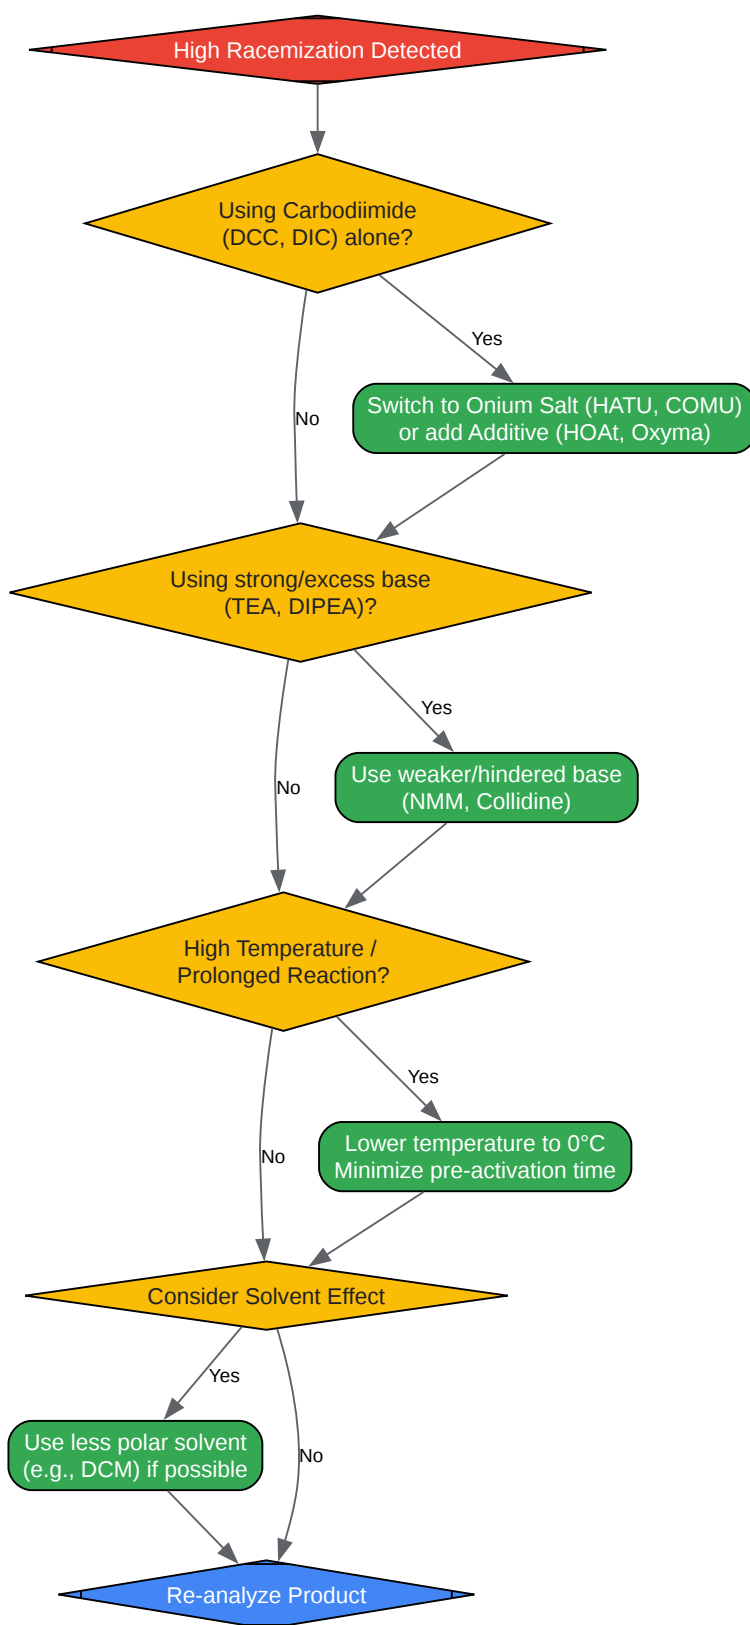 High Racemization Detected
Using Carbodiimide
(DCC, DIC) alone?
Yes
Switch to Onium Salt (HATU, COMU)
or add Additive (HOAt, Oxyma)
No
Using strong/excess base
(TEA, DIPEA)?
Yes
Use weaker/hindered base
(NMM, Collidine)
No
High Temperature /
Prolonged Reaction?
Yes
Lower temperature to 0°C
Minimize pre-activation time
No
Consider Solvent Effect
Yes
Use less polar solvent
(e.g., DCM) if possible
No
Re-analyze Product